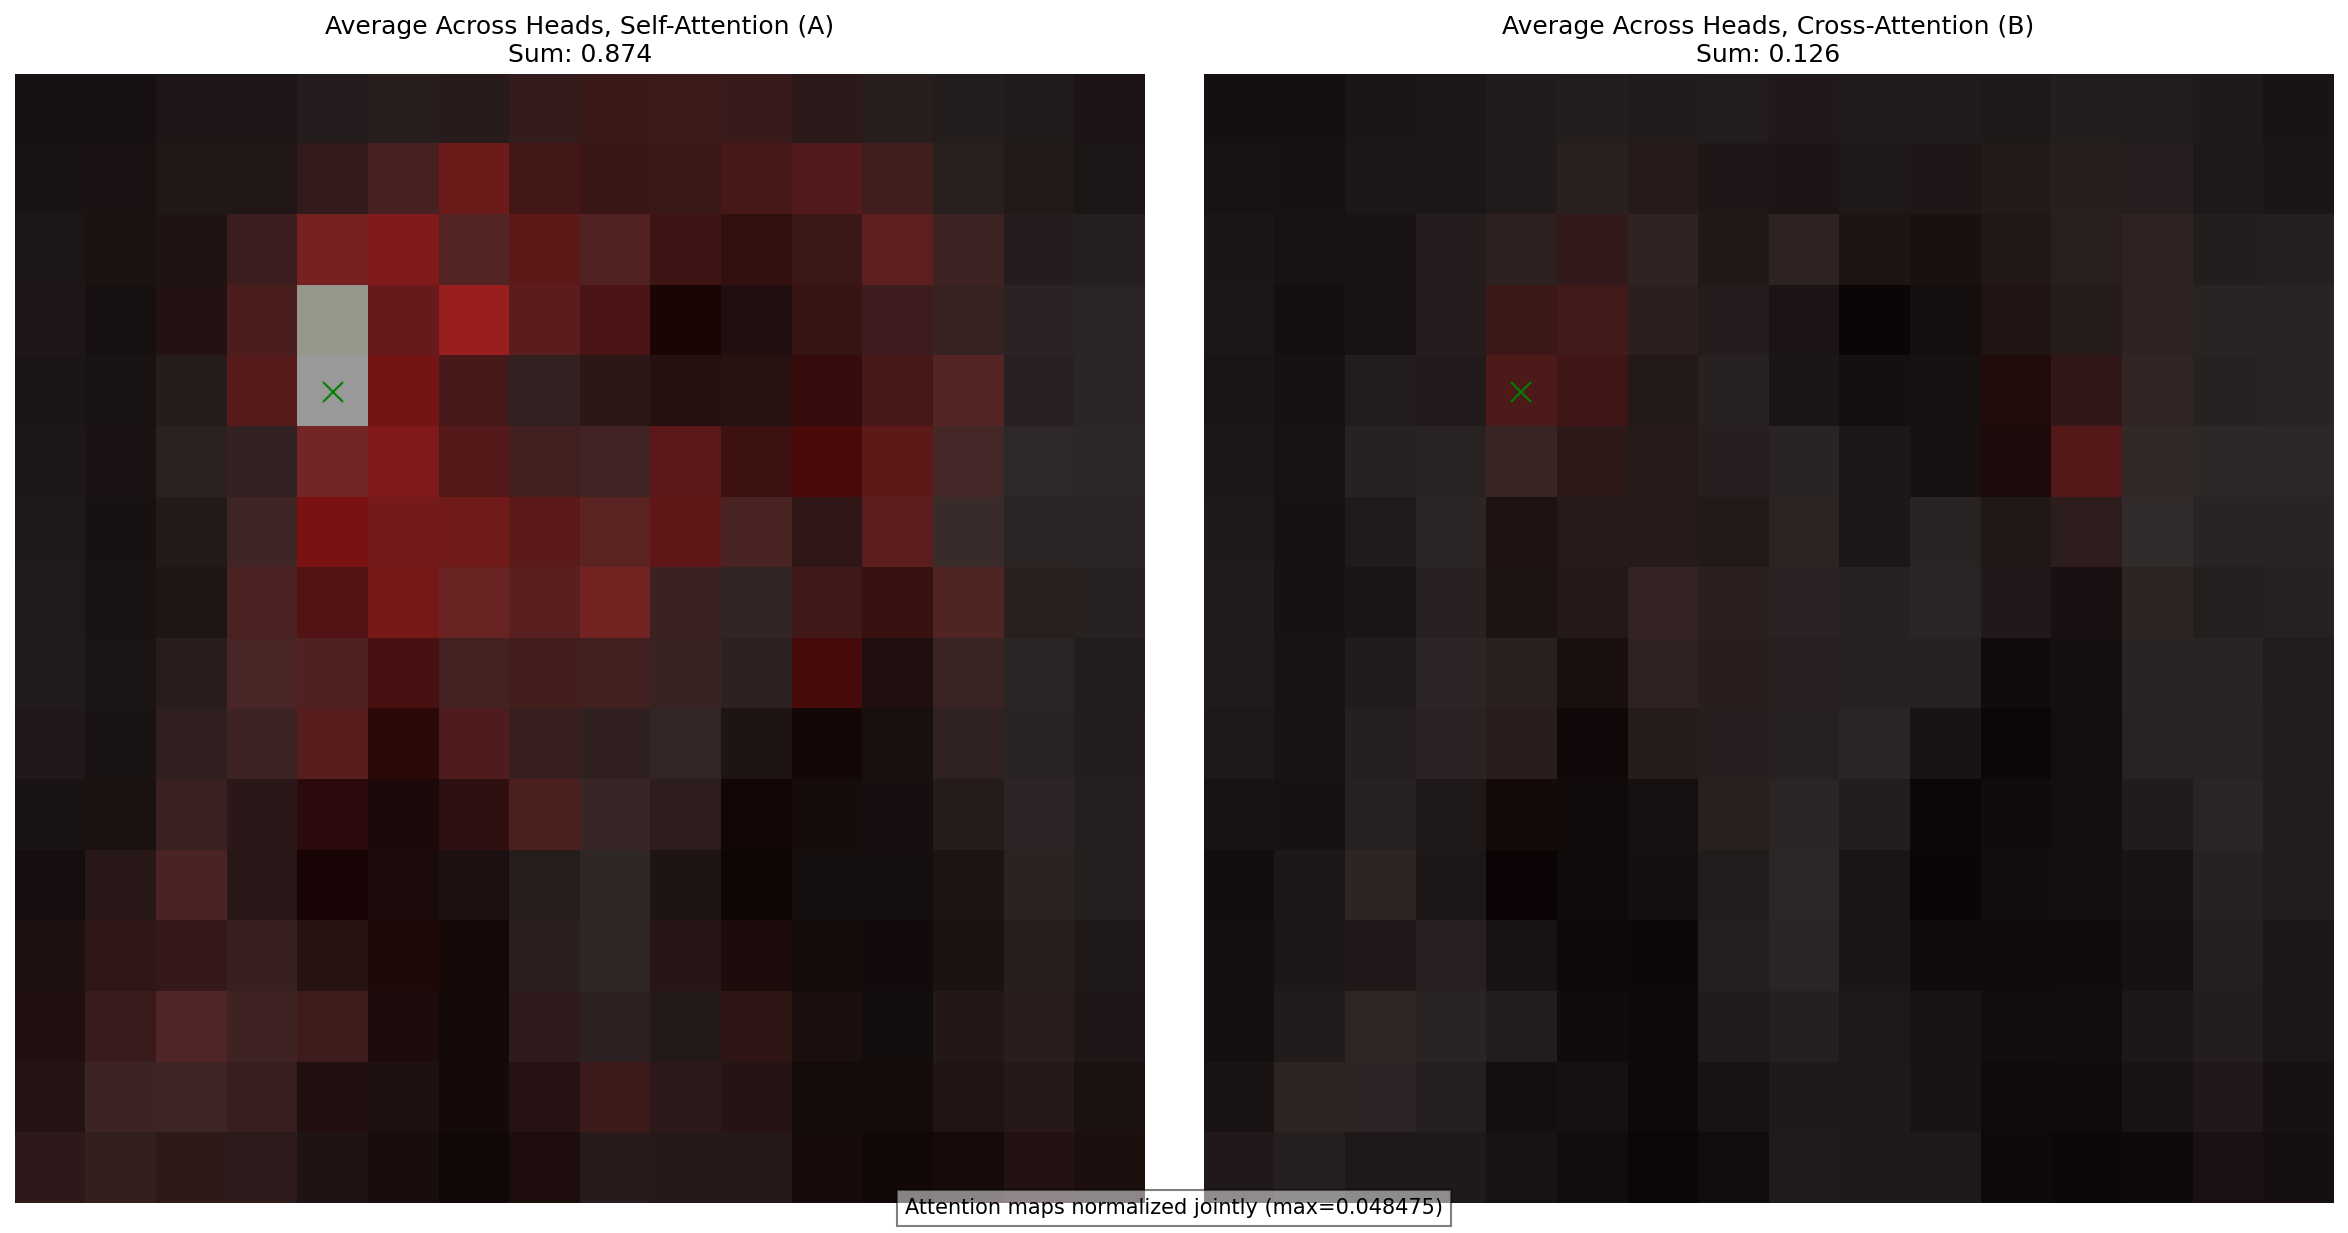 Average Across Heads, Self-Attention (A)
Sum: 0.874
Average Across Heads, Cross-Attention (B)
Sum: 0.126
Attention maps normalized jointly (max=0.048475)